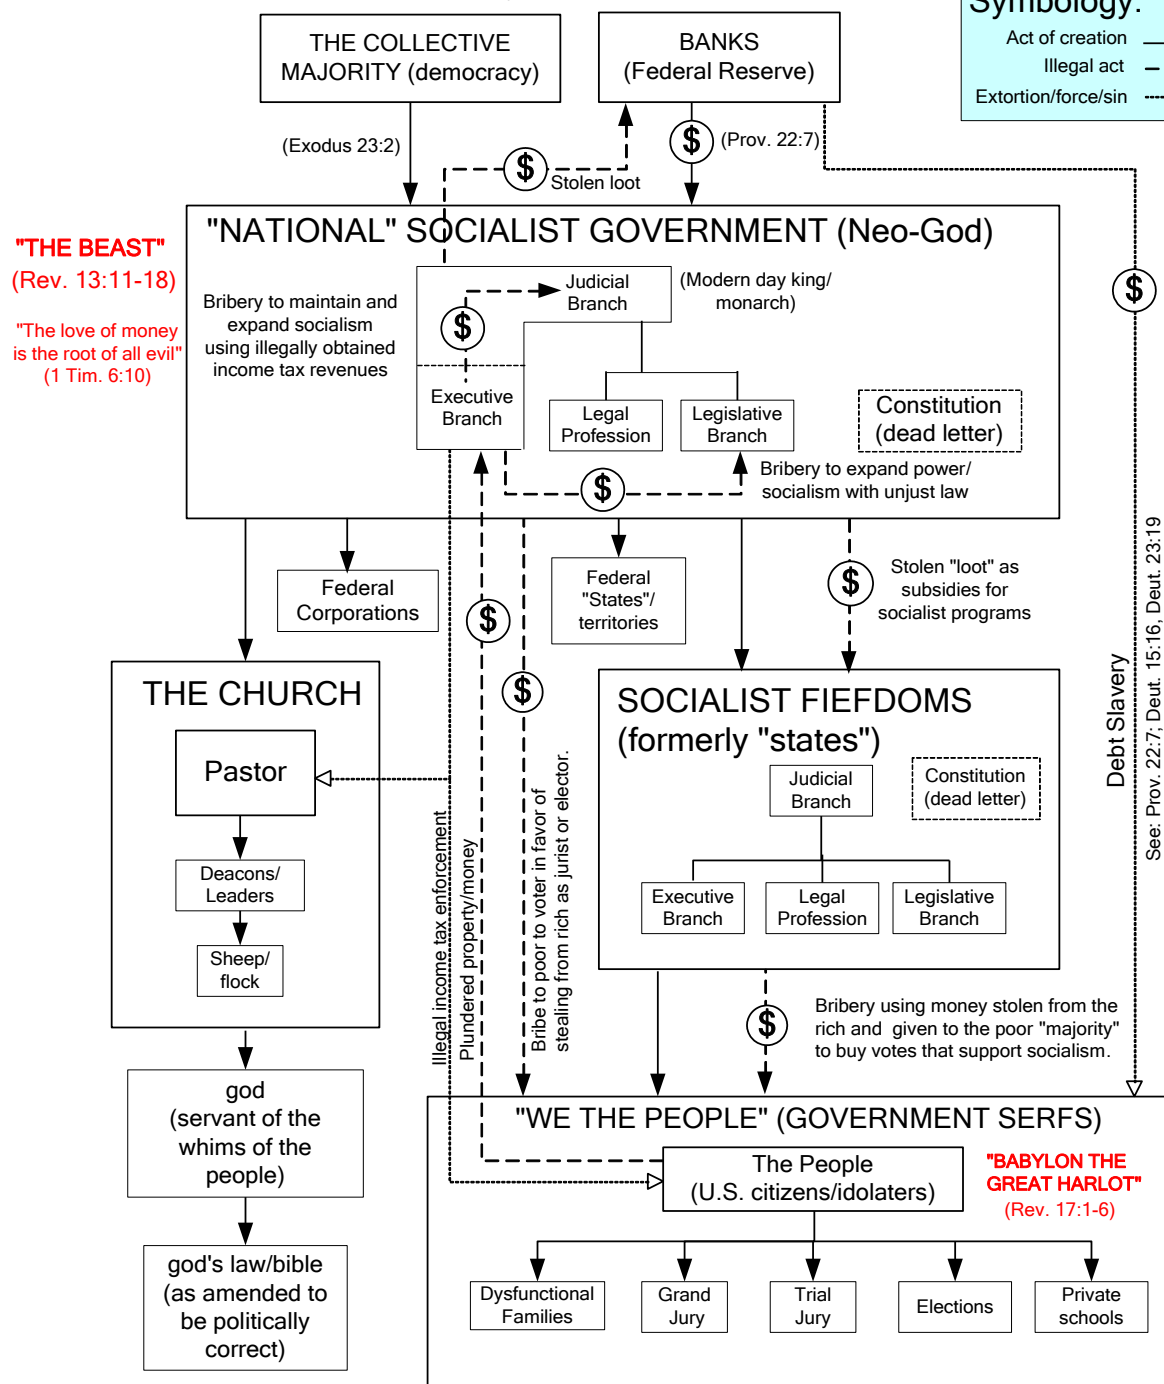 Symbology:
Act of creation
Illegal act
Extortion/force/sin
THE COLLECTIVE
MAJORITY (democracy)
BANKS
(Federal Reserve)
(Exodus 23:2)
$
Stolen loot
$
(Prov. 22:7)
"THE BEAST"
(Rev. 13:11-18)
"The love of money
is the root of all evil"
(1 Tim. 6:10)
"NATIONAL" SOCIALIST GOVERNMENT (Neo-God)
Bribery to maintain and
expand socialism
using illegally obtained
income tax revenues
$
Judicial
Branch
(Modern day king/
monarch)
$
Executive
Branch
Legal
Profession
Legislative
Branch
Constitution
(dead letter)
$
Bribery to expand power/
socialism with unjust law
Federal
Corporations
$
Federal
"States"/
territories
$
Stolen "loot" as
subsidies for
socialist programs
$
Debt Slavery
See: Prov. 22:7; Deut. 15:16, Deut. 23:19
THE CHURCH
Pastor
Deacons/
Leaders
Sheep/
flock
Illegal income tax enforcement
Plundered property/money
Bribe to poor to voter in favor of
stealing from rich as jurist or elector.
SOCIALIST FIEFDOMS
(formerly "states")
Judicial
Branch
Constitution
(dead letter)
Executive
Branch
Legal
Profession
Legislative
Branch
$
Bribery using money stolen from the
rich and given to the poor "majority"
to buy votes that support socialism.
god
(servant of the
whims of the
people)
god's law/bible
(as amended to
be politically
correct)
"WE THE PEOPLE" (GOVERNMENT SERFS)
The People
(U.S. citizens/idolaters)
"BABYLON THE
GREAT HARLOT"
(Rev. 17:1-6)
Dysfunctional
Families
Grand
Jury
Trial
Jury
Elections
Private
schools